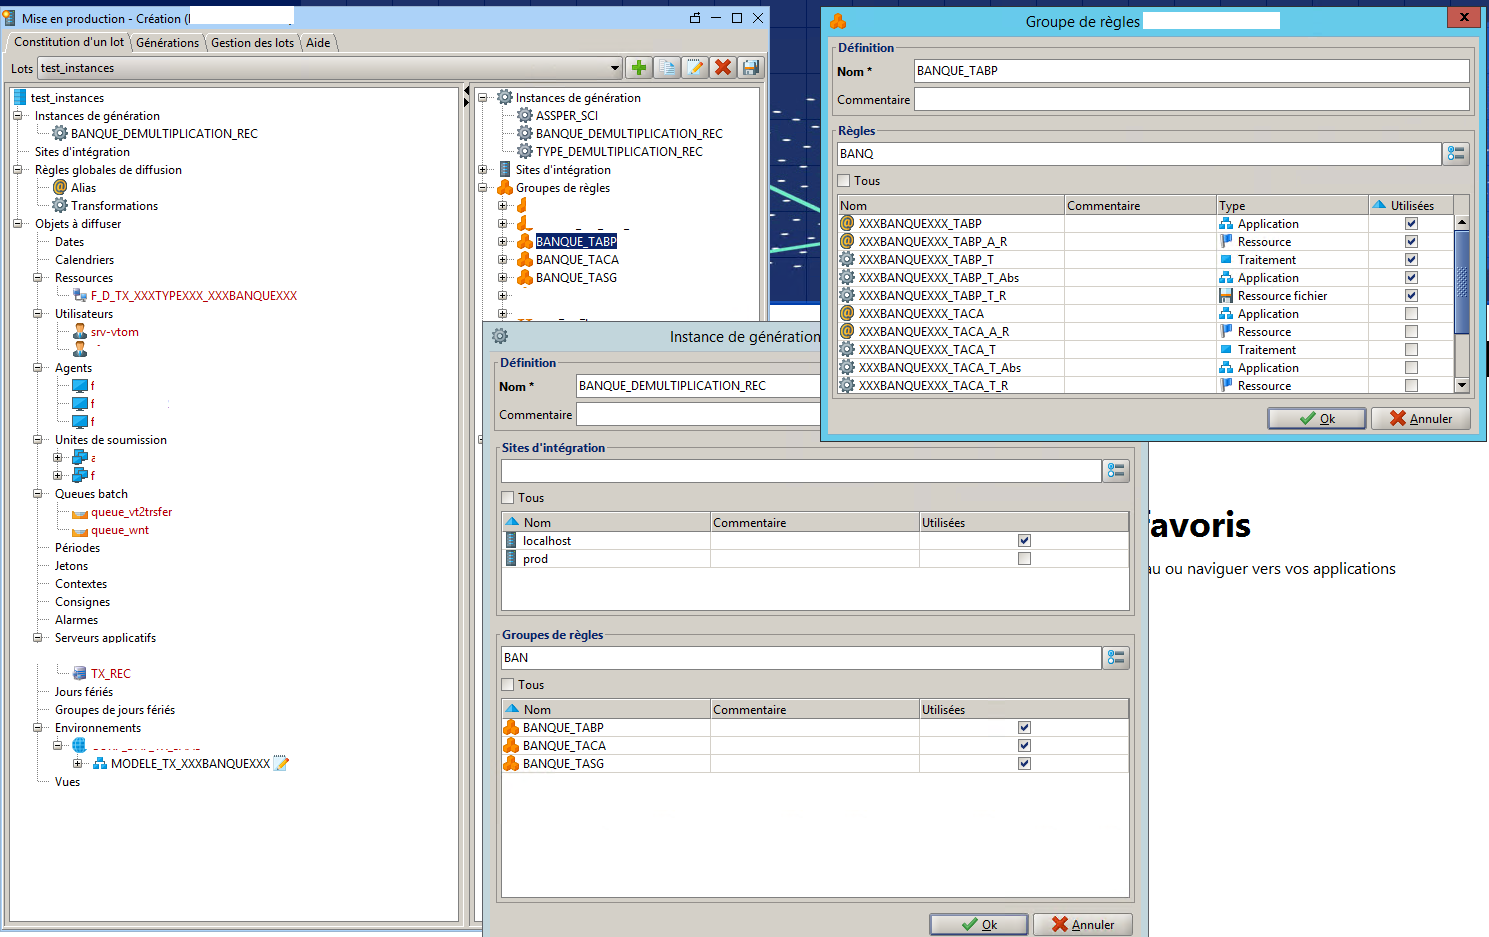 Mise en production - Création (
Constitution d'un lot Générations Gestion des lots Aide
Lots test_instances
test_instances
Instances de génération
BANQUE_DEMULTIPLICATION_REC
Sites d'intégration
Règles globales de diffusion
Alias
Transformations
Objets à diffuser
Dates
Calendriers
Ressources
F_D_TX_XXXTYPEXXX_XXXBANQUEXXX
Utilisateurs
srv-vtom
Agents
f
f
f
Unites de soumission
a
f
Queues batch
queue_vt2trsfer
queue_wnt
Périodes
Jetons
Contextes
Consignes
Alarmes
Serveurs applicatifs
TX_REC
Jours fériés
Groupes de jours fériés
Environnements
MODELE_TX_XXXBANQUEXXX
Vues
Instances de génération
ASSPER_SCI
BANQUE_DEMULTIPLICATION_REC
TYPE_DEMULTIPLICATION_REC
Sites d'intégration
Groupes de règles
BANQUE_TABP
BANQUE_TACA
BANQUE_TASG
Instance de génération
Définition
Nom * BANQUE_DEMULTIPLICATION_REC
Commentaire
Sites d'intégration
Tous
Nom Commentaire Utilisées
localhost
prod
Groupes de règles
BAN
Tous
Nom Commentaire Utilisées
BANQUE_TABP
BANQUE_TACA
BANQUE_TASG
Ok Annuler
Groupe de règles
Définition
Nom * BANQUE_TABP
Commentaire
Règles
BANQ
Tous
Nom Commentaire Type Utilisées
XXXBANQUEXXX_TABP Application
XXXBANQUEXXX_TABP_A_R Ressource
XXXBANQUEXXX_TABP_T Traitement
XXXBANQUEXXX_TABP_T_Abs Application
XXXBANQUEXXX_TABP_T_R Ressource fichier
XXXBANQUEXXX_TACA Application
XXXBANQUEXXX_TACA_A_R Ressource
XXXBANQUEXXX_TACA_T Traitement
XXXBANQUEXXX_TACA_T_Abs Application
XXXBANQUEXXX_TACA_T_R Ressource
Ok Annuler
favoris
au ou naviguer vers vos applications